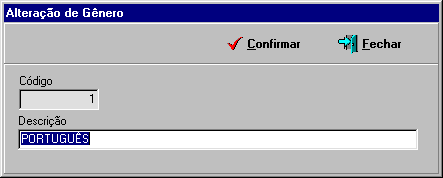 Alteração de Gênero
Confirmar Fechar
Código
1
Descrição
PORTUGUÊS